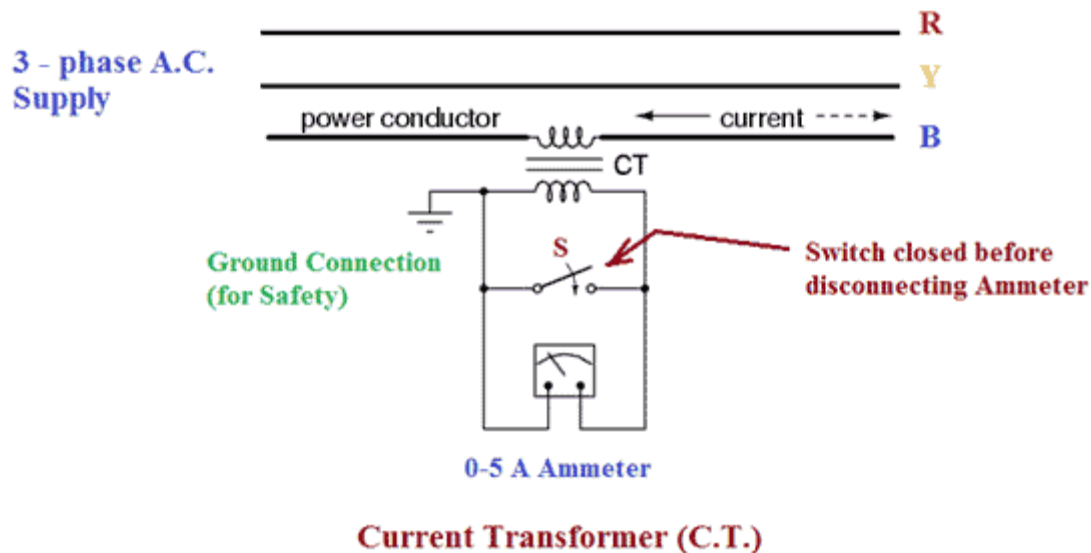 R
3 - phase A.C.
Supply
Y
power conductor
current
B
CT
S
Ground Connection
(for Safety)
Switch closed before
disconnecting Ammeter
0-5 A Ammeter
Current Transformer (C.T.)